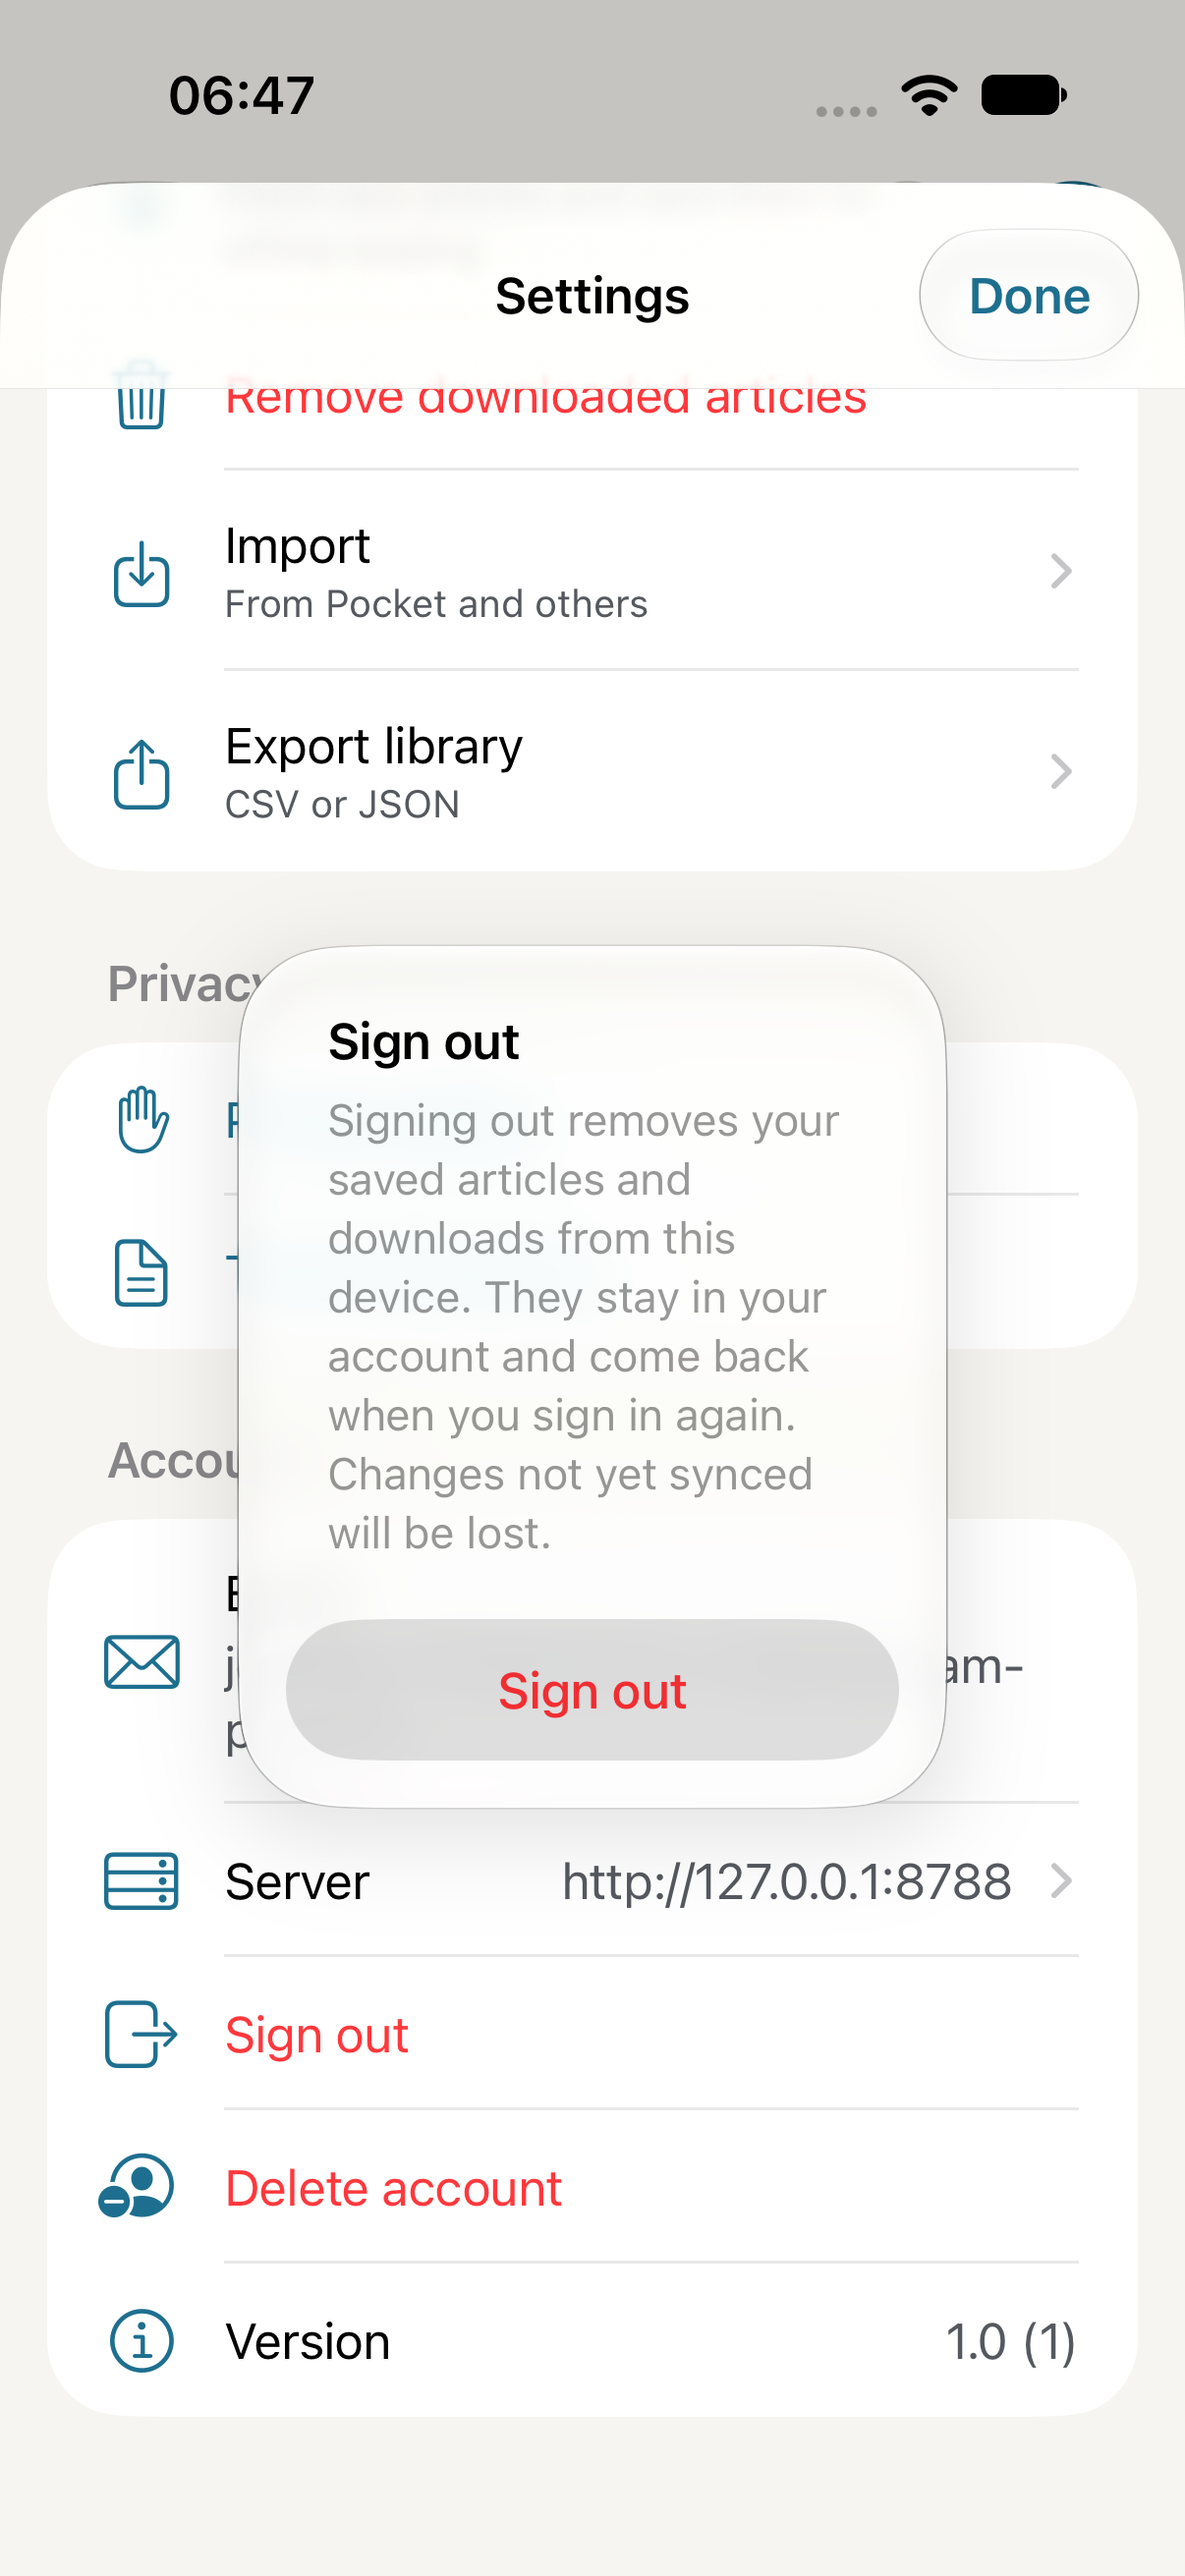 06:47
Settings
Done
Remove downloaded articles
Import
From Pocket and others
Export library
CSV or JSON
Sign out
Signing out removes your
saved articles and
downloads from this
device. They stay in your
account and come back
when you sign in again.
Changes not yet synced
will be lost.
Sign out
Server
http://127.0.0.1:8788
Sign out
Delete account
Version
1.0 (1)